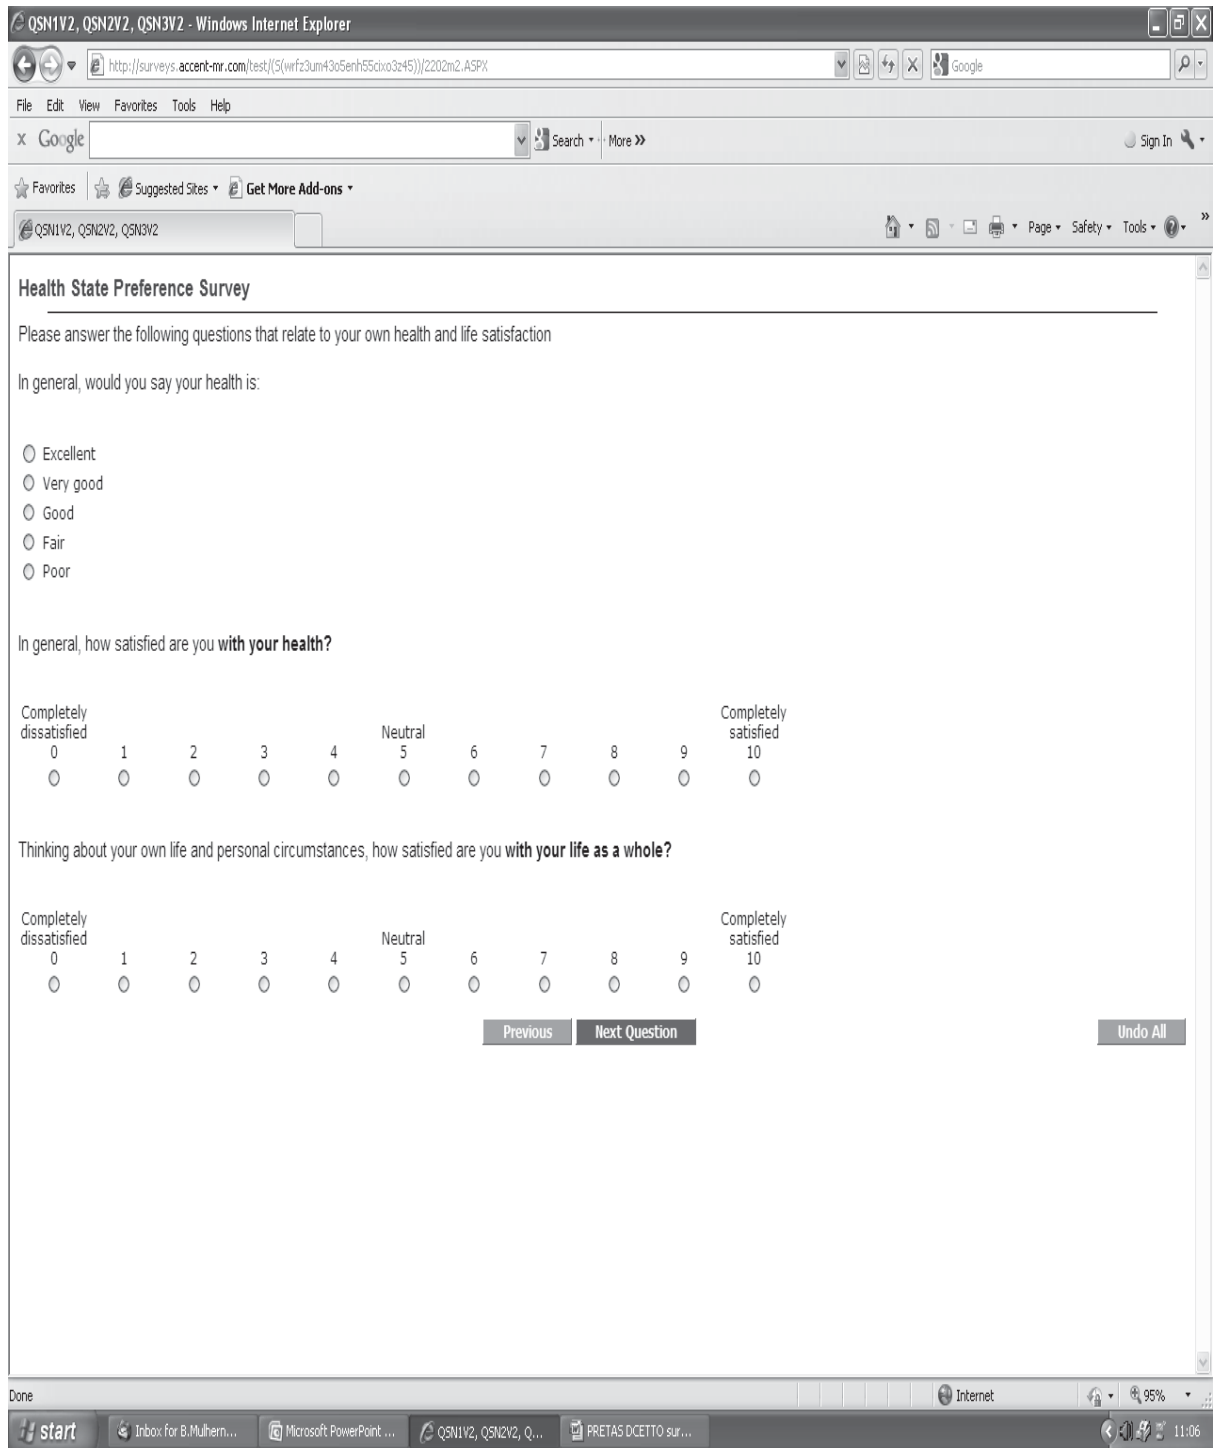 QSN1V2, QSN2V2, QSN3V2 - Windows Internet Explorer
http://surveys.accent-mr.com/test/(S(wrfz3um43o5enh55cixo3z45))/2202m2.ASPX
Google
File Edit View Favorites Tools Help
x Google Search More » Sign In
Favorites Suggested Sites Get More Add-ons
QSN1V2, QSN2V2, QSN3V2 Page Safety Tools »
Health State Preference Survey
Please answer the following questions that relate to your own health and life satisfaction
In general, would you say your health is:
Excellent
Very good
Good
Fair
Poor
In general, how satisfied are you with your health?
Completely Completely
dissatisfied Neutral satisfied
0 1 2 3 4 5 6 7 8 9 10
Thinking about your own life and personal circumstances, how satisfied are you with your life as a whole?
Completely Completely
dissatisfied Neutral satisfied
0 1 2 3 4 5 6 7 8 9 10
Previous Next Question Undo All
Done Internet 95%
start Inbox for B.Mulhern... Microsoft PowerPoint ... QSN1V2, QSN2V2, Q... PRETAS DCETTO sur... 11:06